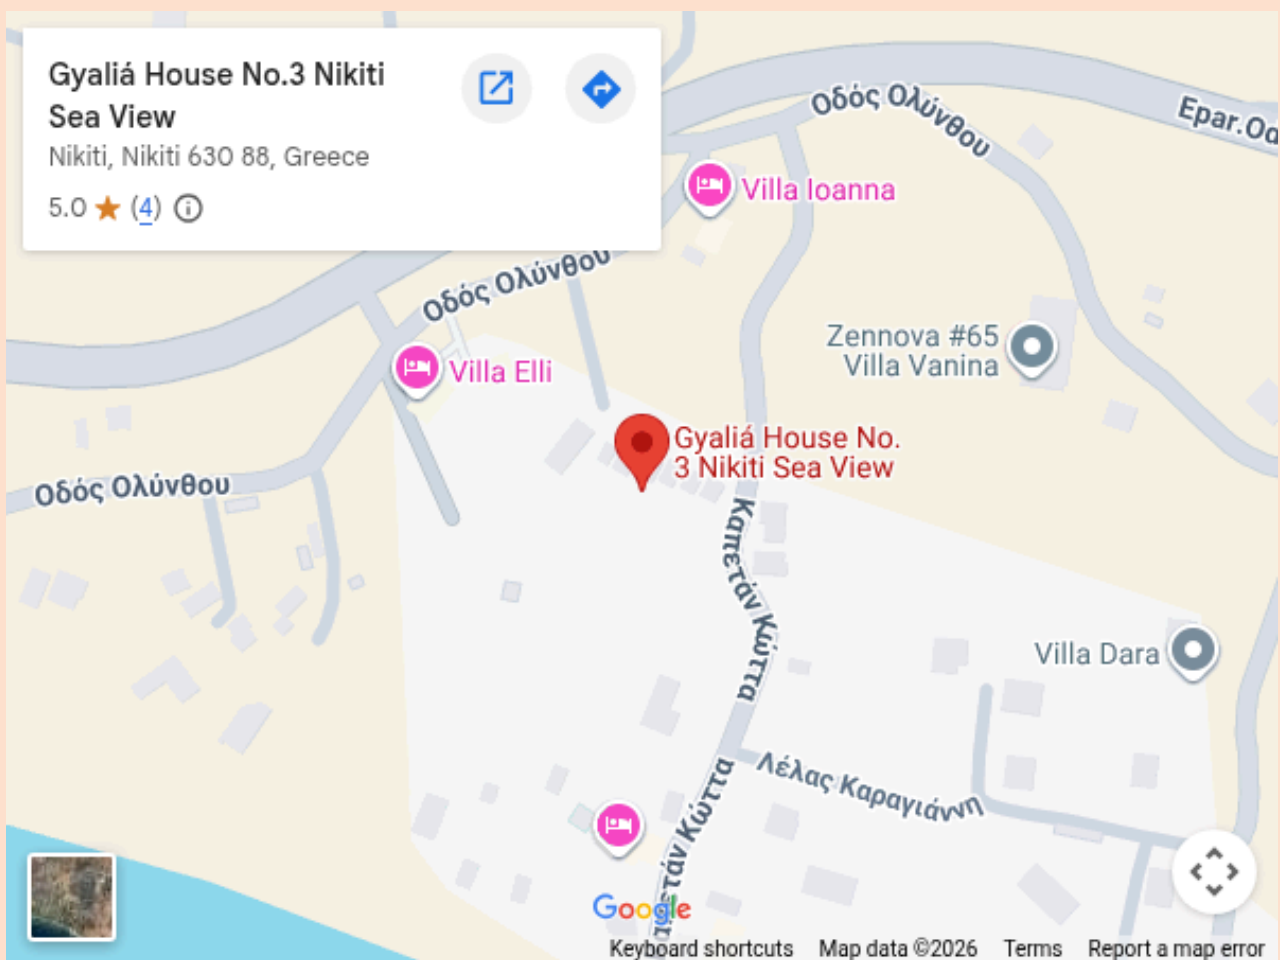 Gyaliá House No.3 Nikiti
Sea View
Nikiti, Nikiti 630 88, Greece
5.0 ★ (4)
Οδός Ολύνθου
Epar.Od
Villa Ioanna
Οδός Ολύνθου
Zennova #65
Villa Vanina
Villa Elli
Gyaliá House No.
3 Nikiti Sea View
Οδός Ολύνθου
Καπετάν Κώττα
Villa Dara
Λέλας Καραγιάννη
Κώττα
Google
Keyboard shortcuts Map data ©2026 Terms Report a map error